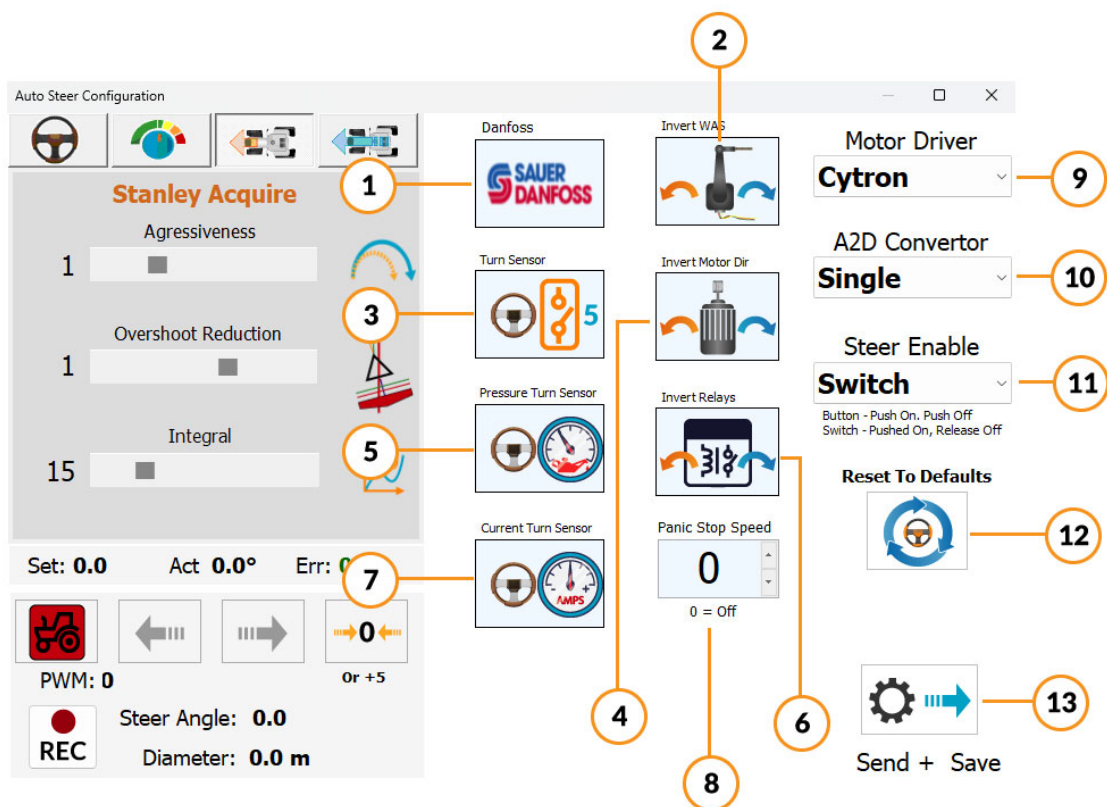 2
Auto Steer Configuration
Danfoss
Invert WAS
Motor Driver
1
SAUER
DANFOSS
Cytron
9
Stanley Acquire
Agressiveness
1
A2D Convertor
Turn Sensor
Invert Motor Dir
Single
10
3
5
Overshoot Reduction
1
Steer Enable
Switch
11
Pressure Turn Sensor
Invert Relays
Button - Push On. Push Off
Switch - Pushed On, Release Off
Integral
15
5
Reset To Defaults
Current Turn Sensor
Panic Stop Speed
12
Set: 0.0 Act 0.0° Err: 0
7
AMPS
0
0 = Off
0
PWM: 0
Or +5
4
6
13
Steer Angle: 0.0
REC
Diameter: 0.0 m
Send + Save
8